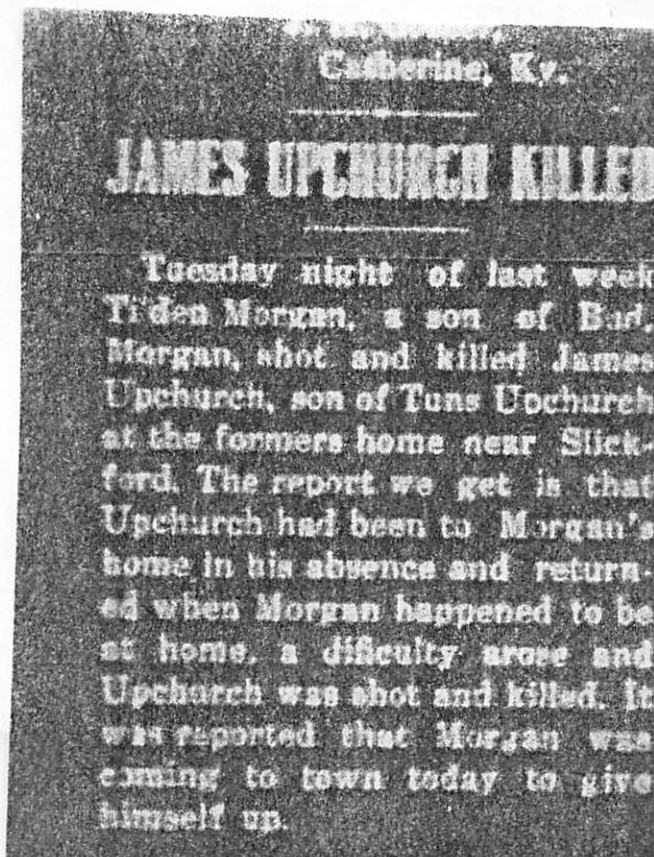 Catherine, Ky.
JAMES UPCHURCH KILLED
Tuesday night of last week
Tilden Morgan, a son of Bud.
Morgan, shot and killed James
Upchurch, son of Tuns Upchurch
at the formers home near Slick-
ford. The report we get is that
Upchurch had been to Morgan's
home in his absence and return-
ed when Morgan happened to be
at home, a dificulty arose and
Upchurch was shot and killed. It
was reported that Morgan was
coming to town today to give
himself up.